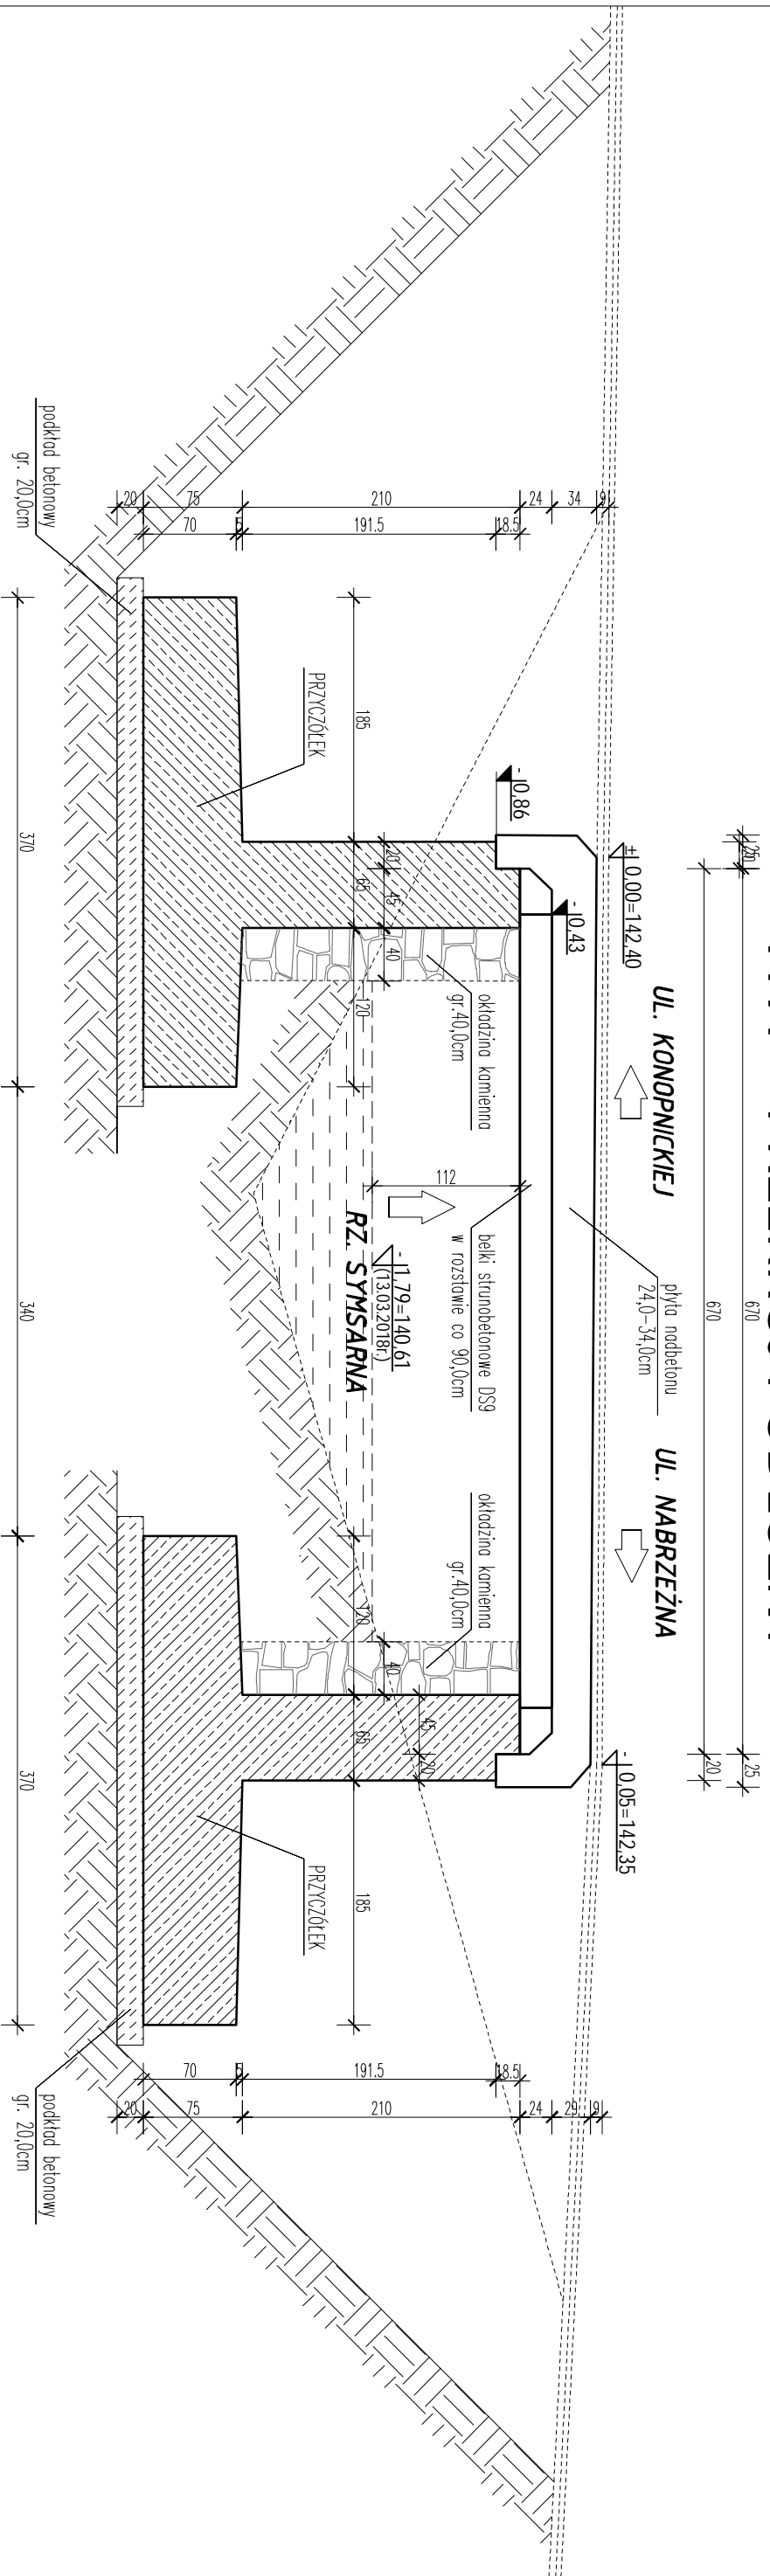 670
25
20
25
670
20
± 0,00=142,40
- 0,05=142,35
UL. KONOPNICKIEJ
UL. NABRZEŻNA
płyta nadbetonu
24,0-34,0cm
- 0,43
- 0,86
9
34
24
210
75
20
18.5
191.5
5
70
9
29
24
210
75
20
18.5
191.5
5
70
okładzina kamienna
gr.40,0cm
belki strunobetonowe DS9
w rozstawie co 90,0cm
okładzina kamienna
gr.40,0cm
112
- 1,79=140,61
(13.03.2018r.)
RZ. SYMSARNA
20
45
40
65
185
120
45
20
40
65
120
185
PRZYCZÓŁEK
PRZYCZÓŁEK
podkład betonowy
gr. 20,0cm
podkład betonowy
gr. 20,0cm
370
340
370